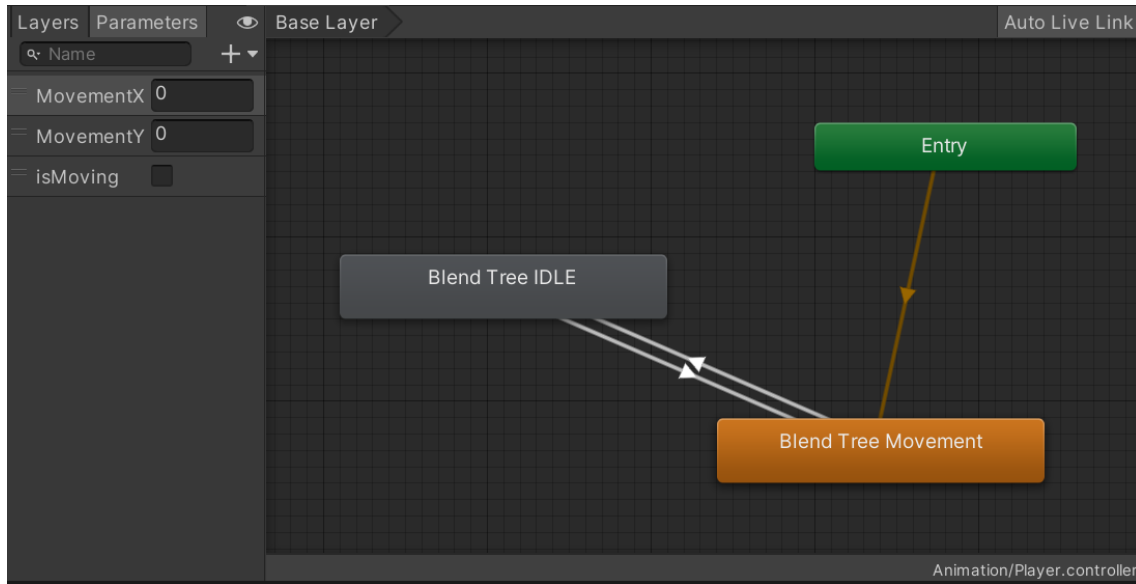 Layers Parameters Base Layer Auto Live Link
Name
MovementX 0
MovementY 0
isMoving
Entry
Blend Tree IDLE
Blend Tree Movement
Animation/Player.controller